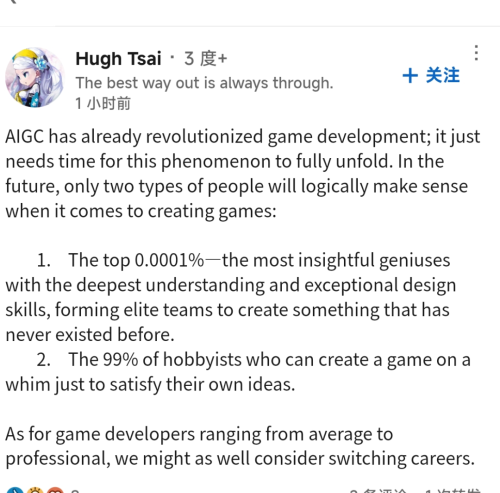 Hugh Tsai · 3 度+
The best way out is always through.
1 小时前
+ 关注
AIGC has already revolutionized game development; it just
needs time for this phenomenon to fully unfold. In the
future, only two types of people will logically make sense
when it comes to creating games:
1. The top 0.0001%—the most insightful geniuses
with the deepest understanding and exceptional design
skills, forming elite teams to create something that has
never existed before.
2. The 99% of hobbyists who can create a game on a
whim just to satisfy their own ideas.
As for game developers ranging from average to
professional, we might as well consider switching careers.